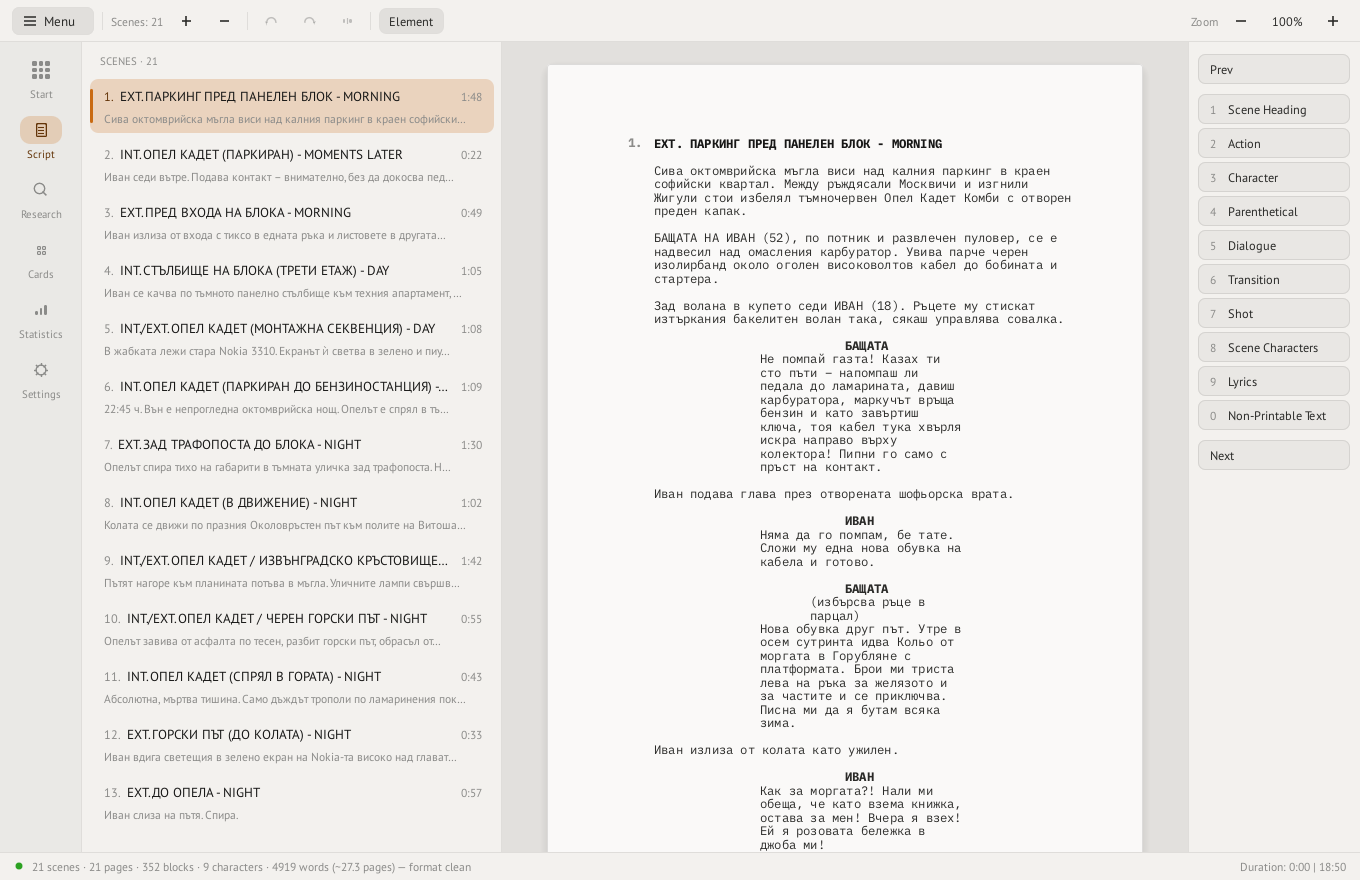 Menu
Scenes: 21
Element
Zoom
100%
Start
Script
Research
Cards
Statistics
Settings
SCENES · 21
1. EXT. ПАРКИНГ ПРЕД ПАНЕЛЕН БЛОК - MORNING 1:48
Сива октомврийска мъгла виси над калния паркинг в краен софийски...
2. INT. ОПЕЛ КАДЕТ (ПАРКИРАН) - MOMENTS LATER 0:22
Иван седи вътре. Подава контакт – внимателно, без да докосва пед...
3. EXT. ПРЕД ВХОДА НА БЛОКА - MORNING 0:49
Иван излиза от входа с тиксо в едната ръка и листовете в другата...
4. INT. СТЪЛБИЩЕ НА БЛОКА (ТРЕТИ ЕТАЖ) - DAY 1:05
Иван се качва по тъмното панелно стълбище към техния апартамент, ...
5. INT./EXT. ОПЕЛ КАДЕТ (МОНТАЖНА СЕКВЕНЦИЯ) - DAY 1:08
В жабката лежи стара Nokia 3310. Екранът ѝ светва в зелено и пиу...
6. INT. ОПЕЛ КАДЕТ (ПАРКИРАН ДО БЕНЗИНОСТАНЦИЯ) -... 1:09
22:45 ч. Вън е непрогледна октомврийска нощ. Опелът е спрял в тъ...
7. EXT. ЗАД ТРАФОПОСТА ДО БЛОКА - NIGHT 1:30
Опелът спира тихо на габарити в тъмната уличка зад трафопоста. Н...
8. INT. ОПЕЛ КАДЕТ (В ДВИЖЕНИЕ) - NIGHT 1:02
Колата се движи по празния Околовръстен път към полите на Витоша...
9. INT./EXT. ОПЕЛ КАДЕТ / ИЗВЪНГРАДСКО КРЪСТОВИЩЕ... 1:42
Пътят нагоре към планината потъва в мъгла. Уличните лампи свършв...
10. INT./EXT. ОПЕЛ КАДЕТ / ЧЕРЕН ГОРСКИ ПЪТ - NIGHT 0:55
Опелът завива от асфалта по тесен, разбит горски път, обрасъл от...
11. INT. ОПЕЛ КАДЕТ (СПРЯЛ В ГОРАТА) - NIGHT 0:43
Абсолютна, мъртва тишина. Само дъждът трополи по ламаринения пок...
12. EXT. ГОРСКИ ПЪТ (ДО КОЛАТА) - NIGHT 0:33
Иван вдига светещия в зелено екран на Nokia-та високо над глават...
13. EXT. ДО ОПЕЛА - NIGHT 0:57
Иван слиза на пътя. Спира.
1. EXT. ПАРКИНГ ПРЕД ПАНЕЛЕН БЛОК - MORNING
Сива октомврийска мъгла виси над калния паркинг в краен
софийски квартал. Между ръждясали Москвичи и изгнили
Жигули стои избелял тъмночервен Опел Кадет Комби с отворен
преден капак.
БАЩАТА НА ИВАН (52), по потник и развлечен пуловер, се е
надвесил над омасления карбуратор. Увива парче черен
изолирбанд около оголен високоволтов кабел до бобината и
стартера.
Зад волана в купето седи ИВАН (18). Ръцете му стискат
изтъркания бакелитен волан така, сякаш управлява совалка.
БАЩАТА
Не помпай газта! Казах ти
сто пъти – напомпаш ли
педала до ламарината, давиш
карбуратора, маркучът връща
бензин и като завъртиш
ключа, тоя кабел тука хвърля
искра направо върху
колектора! Пипни го само с
пръст на контакт.
Иван подава глава през отворената шофьорска врата.
ИВАН
Няма да го помпам, бе тате.
Сложи му една нова обувка на
кабела и готово.
БАЩАТА
(избърсва ръце в
парцал)
Нова обувка друг път. Утре в
осем сутринта идва Кольо от
моргата в Горубляне с
платформата. Брои ми триста
лева на ръка за желязото и
за частите и се приключва.
Писна ми да я бутам всяка
зима.
Иван излиза от колата като ужилен.
ИВАН
Как за моргата?! Нали ми
обеща, че като взема книжка,
остава за мен! Вчера я взех!
Ей я розовата бележка в
джоба ми!
Prev
1 Scene Heading
2 Action
3 Character
4 Parenthetical
5 Dialogue
6 Transition
7 Shot
8 Scene Characters
9 Lyrics
0 Non-Printable Text
Next
21 scenes · 21 pages · 352 blocks · 9 characters · 4919 words (~27.3 pages) — format clean
Duration: 0:00 | 18:50